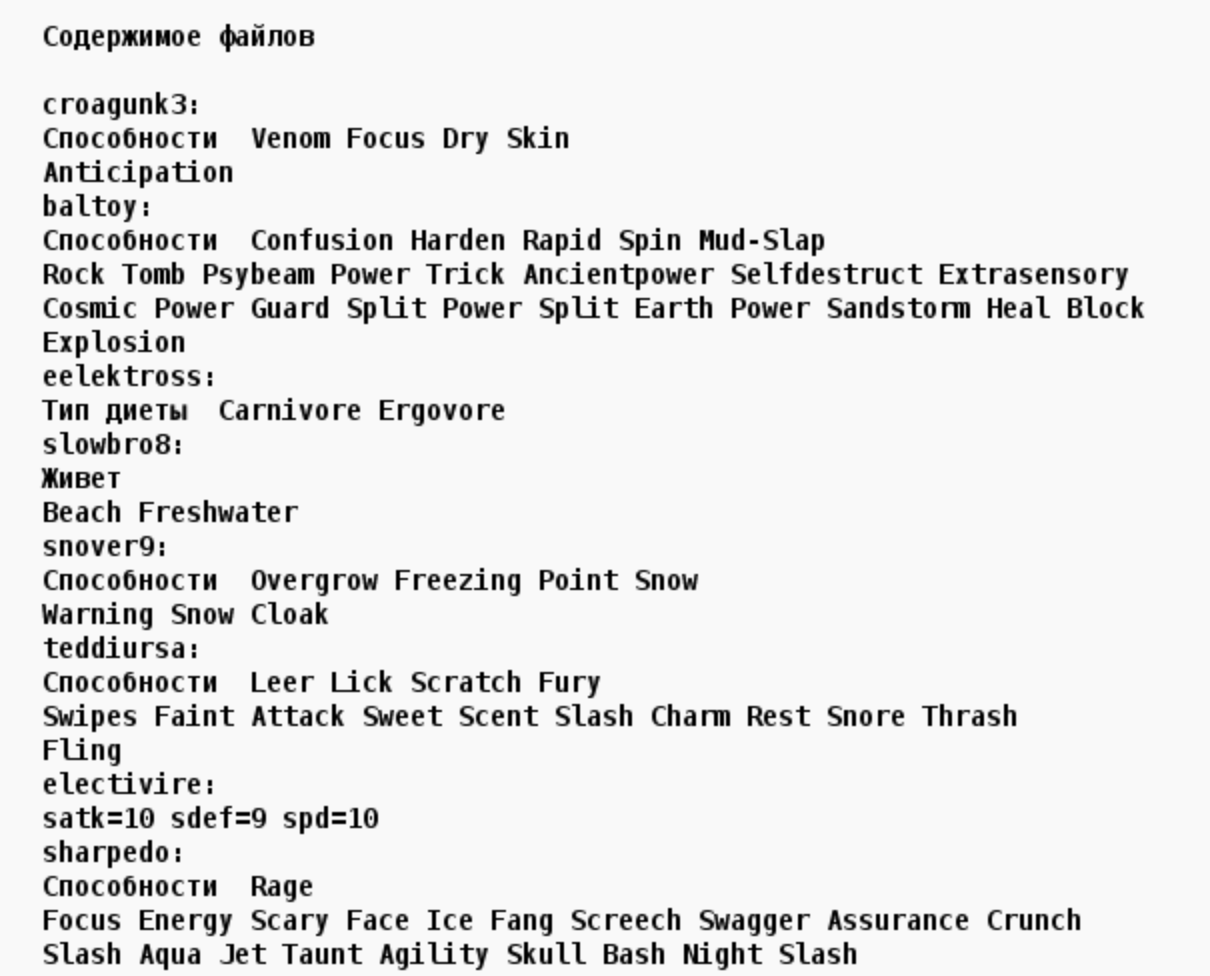 Содержимое файлов
croagunk3:
Способности  Venom Focus Dry Skin
Anticipation
baltoy:
Способности  Confusion Harden Rapid Spin Mud-Slap
Rock Tomb Psybeam Power Trick Ancientpower Selfdestruct Extrasensory
Cosmic Power Guard Split Power Split Earth Power Sandstorm Heal Block
Explosion
eelektross:
Тип диеты  Carnivore Ergovore
slowbro8:
Живет
Beach Freshwater
snover9:
Способности  Overgrow Freezing Point Snow
Warning Snow Cloak
teddiursa:
Способности  Leer Lick Scratch Fury
Swipes Faint Attack Sweet Scent Slash Charm Rest Snore Thrash
Fling
electivire:
satk=10 sdef=9 spd=10
sharpedo:
Способности  Rage
Focus Energy Scary Face Ice Fang Screech Swagger Assurance Crunch
Slash Aqua Jet Taunt Agility Skull Bash Night Slash